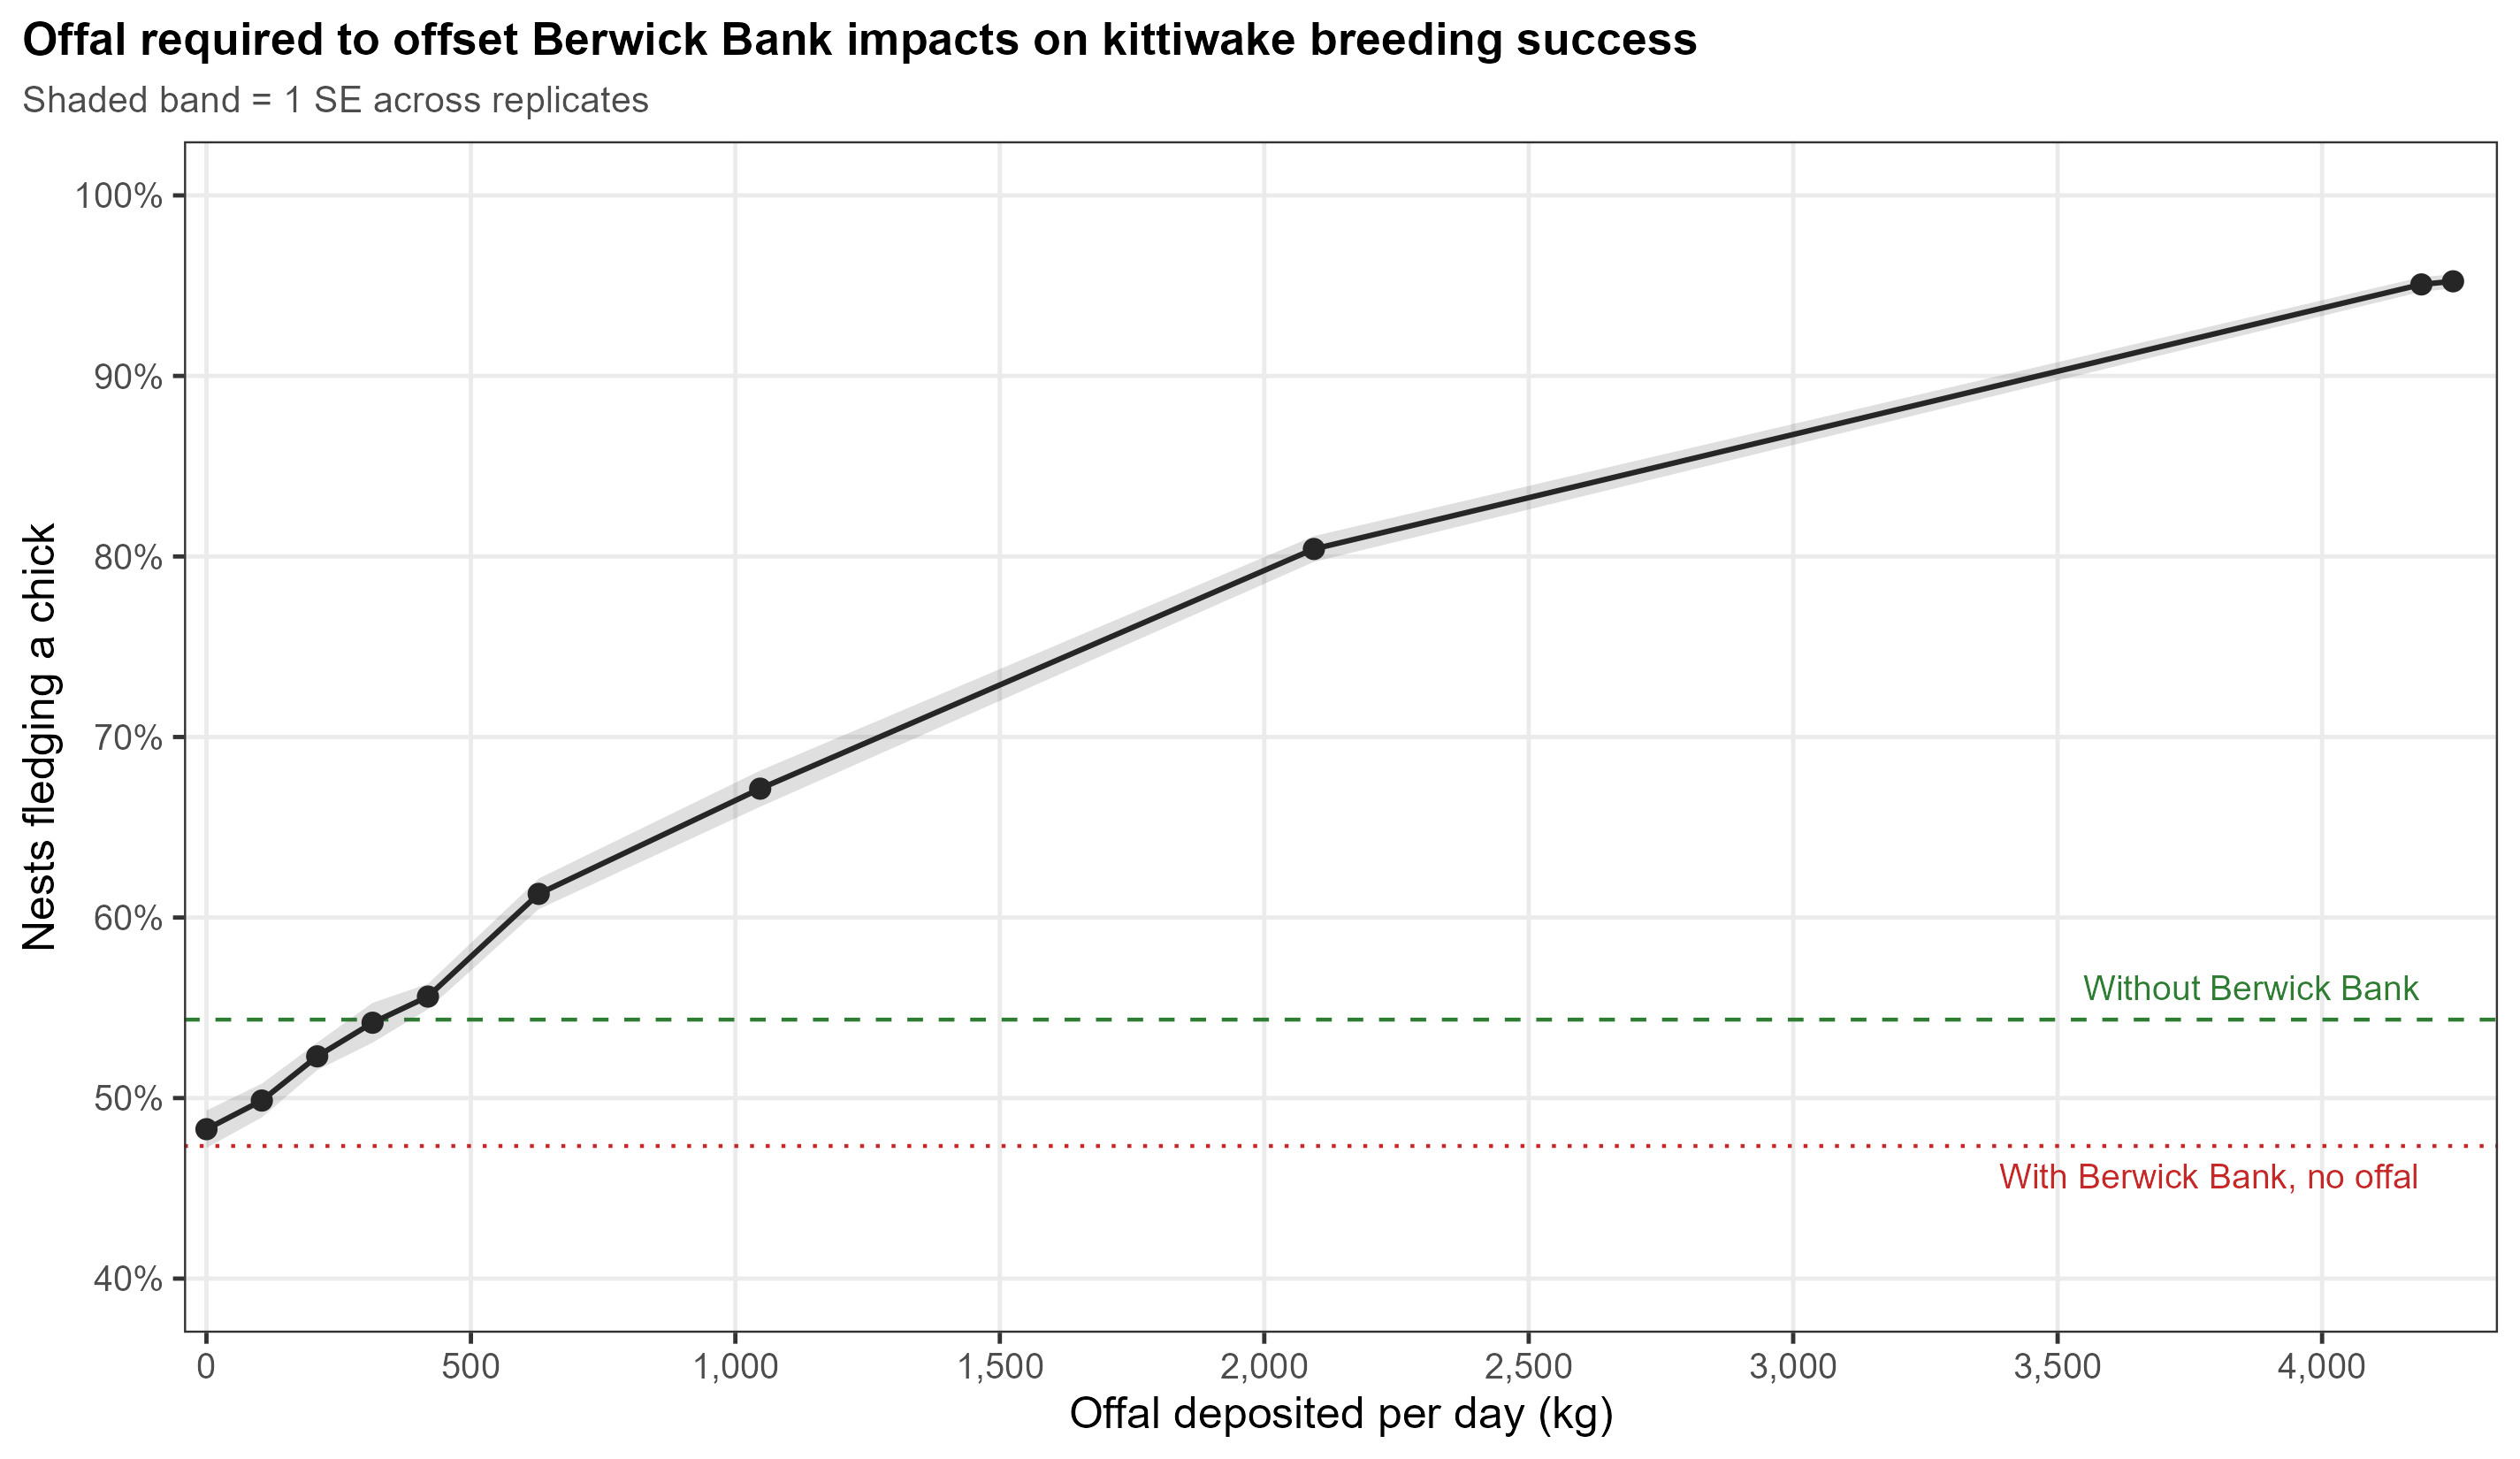 Offal required to offset Berwick Bank impacts on kittiwake breeding success
Shaded band = 1 SE across replicates
Nests fledging a chick
100%
90%
80%
70%
60%
50%
40%
Without Berwick Bank
With Berwick Bank, no offal
0 500 1,000 1,500 2,000 2,500 3,000 3,500 4,000
Offal deposited per day (kg)